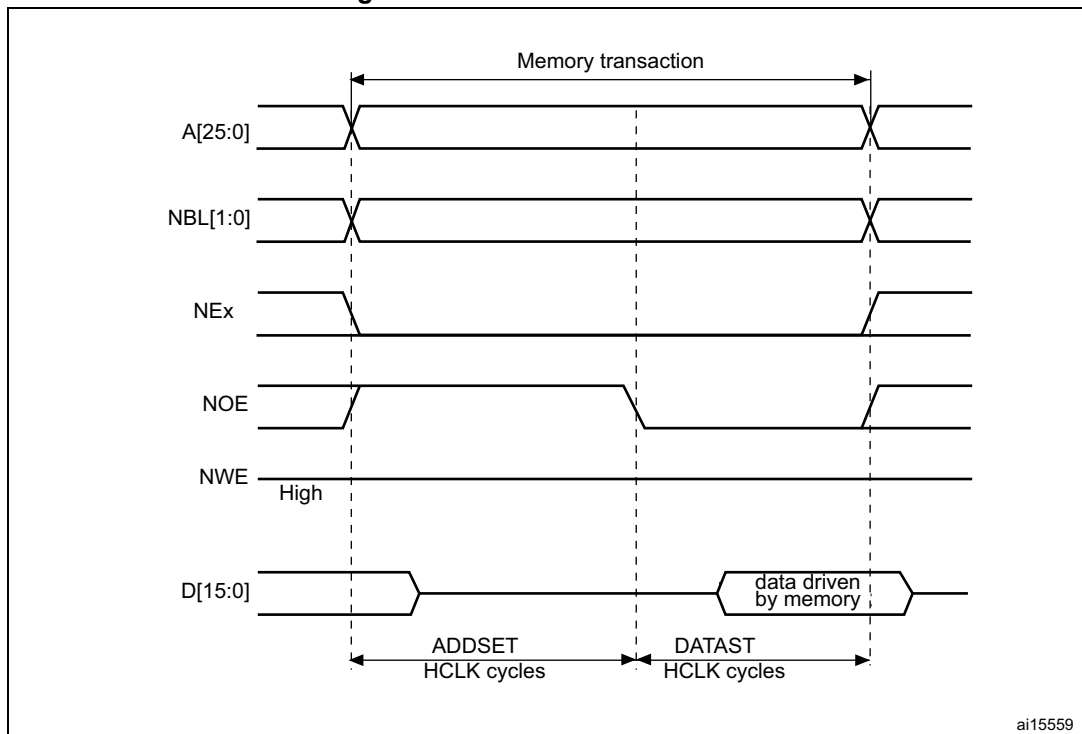 Memory transaction
A[25:0]
NBL[1:0]
NEx
NOE
NWE
High
D[15:0]
data driven
by memory
ADDSET
HCLK cycles
DATAST
HCLK cycles
ai15559